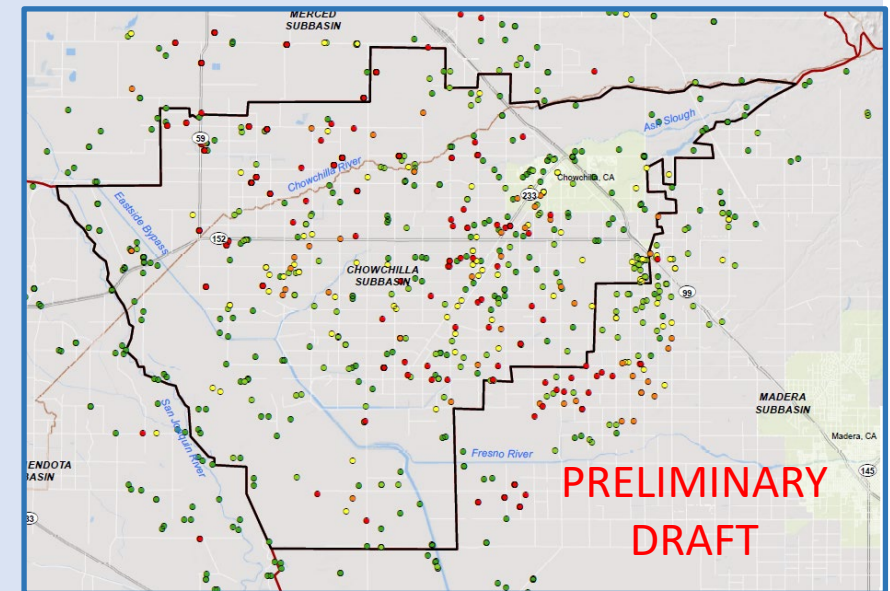 MERCED
SUBBASIN
59
Ash Slough
Chowchilla River
Chowchilla, CA
233
Eastside Bypass
152
CHOWCHILLA
SUBBASIN
99
MADERA
SUBBASIN
San Joaquin River
Madera, CA
Fresno River
145
ENDOTA
BASIN
33
PRELIMINARY
DRAFT